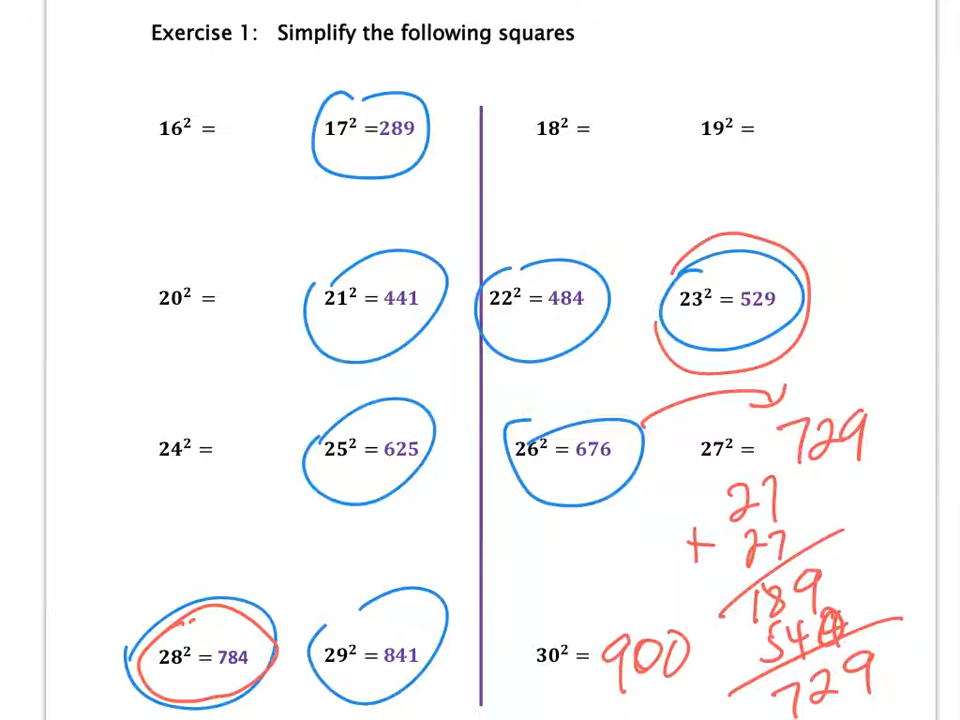 Exercise 1: Simplify the following squares
16² = 17² =289 18² = 19² =
20² = 21² = 441 22² = 484 23² = 529
24² = 25² = 625 26² = 676 27² = 729
27
+ 27
189
540
729
28² = 784 29² = 841 30² = 900